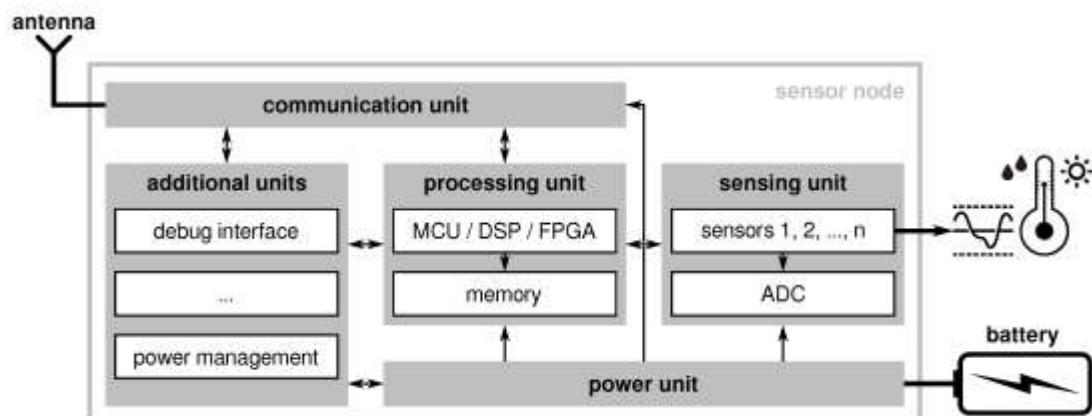 antenna
sensor node
communication unit
additional units
processing unit
sensing unit
debug interface
MCU / DSP / FPGA
sensors 1, 2, ..., n
...
memory
ADC
power management
battery
power unit